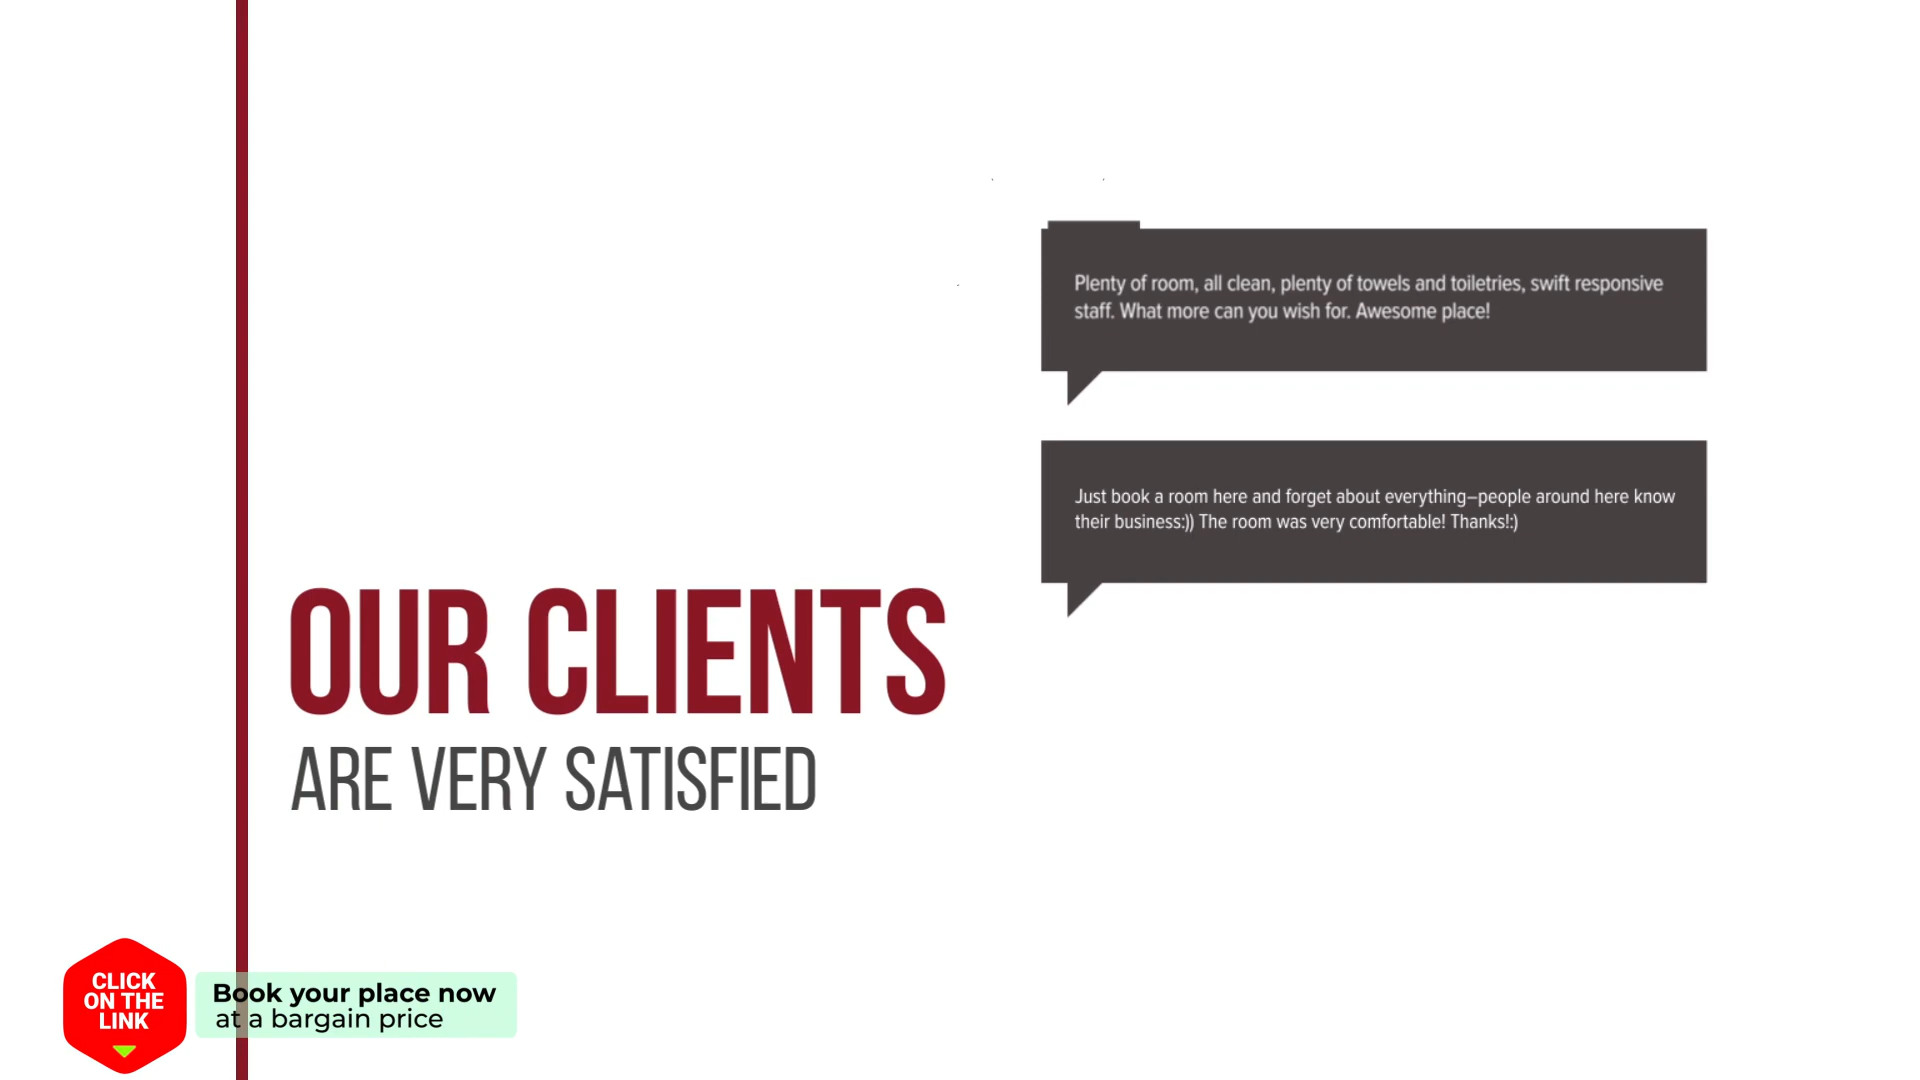 Plenty of room, all clean, plenty of towels and toiletries, swift responsive
staff. What more can you wish for. Awesome place!
Just book a room here and forget about everything–people around here know
their business:)) The room was very comfortable! Thanks!:)
OUR CLIENTS
ARE VERY SATISFIED
CLICK
ON THE
LINK
Book your place now
at a bargain price